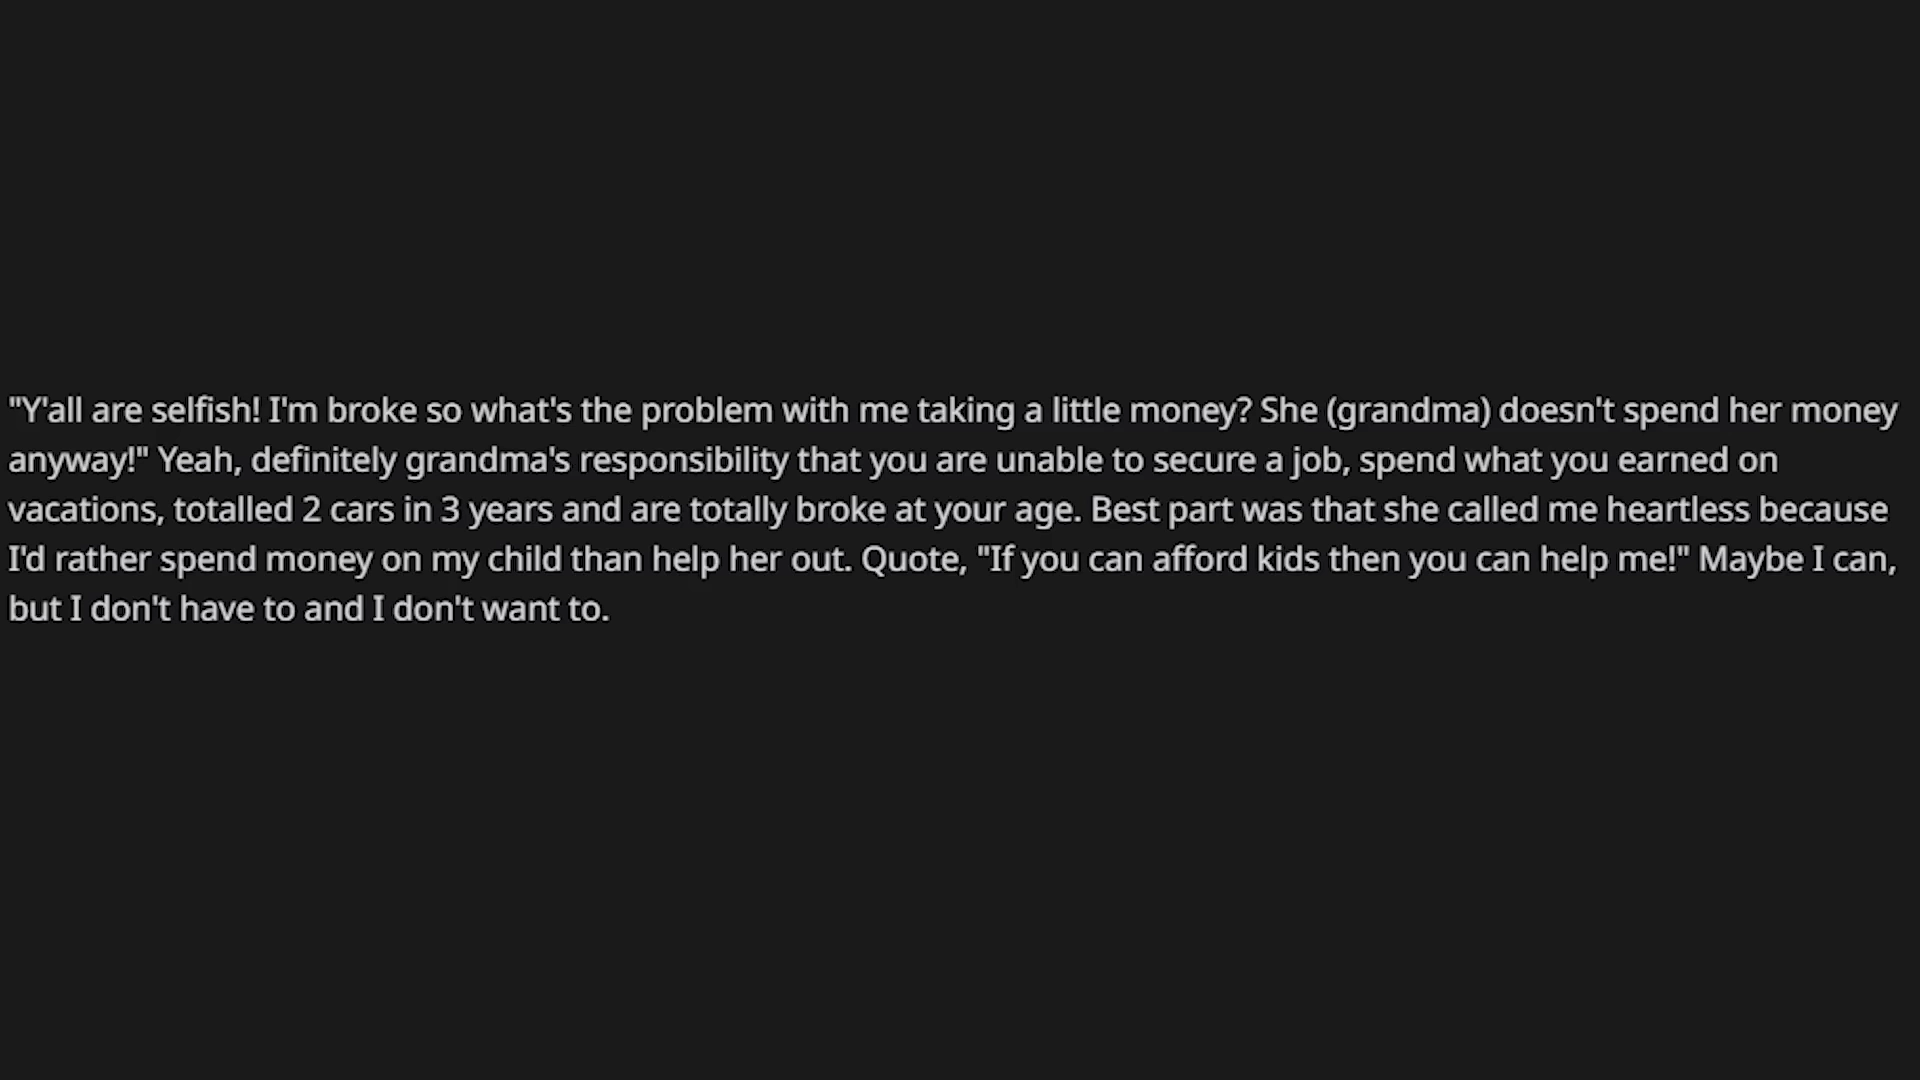 "Y'all are selfish! I'm broke so what's the problem with me taking a little money? She (grandma) doesn't spend her money
anyway!" Yeah, definitely grandma's responsibility that you are unable to secure a job, spend what you earned on
vacations, totalled 2 cars in 3 years and are totally broke at your age. Best part was that she called me heartless because
I'd rather spend money on my child than help her out. Quote, "If you can afford kids then you can help me!" Maybe I can,
but I don't have to and I don't want to.